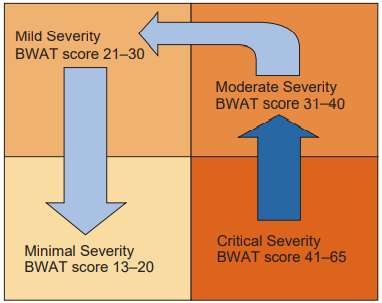 Mild Severity
BWAT score 21–30
Moderate Severity
BWAT score 31–40
Minimal Severity
BWAT score 13–20
Critical Severity
BWAT score 41–65